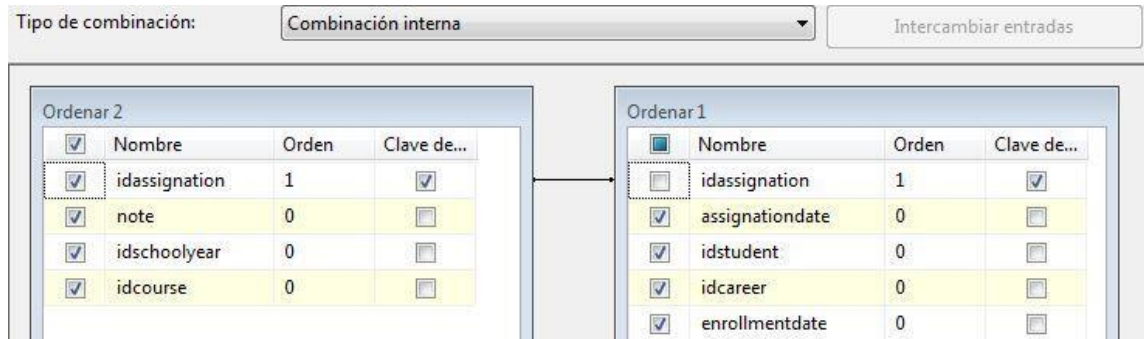 Tipo de combinación: Combinación interna Intercambiar entradas
Ordenar 2
Nombre Orden Clave de...
idassignation 1
note 0
idschoolyear 0
idcourse 0
Ordenar 1
Nombre Orden Clave de...
idassignation 1
assignationdate 0
idstudent 0
idcareer 0
enrollmentdate 0